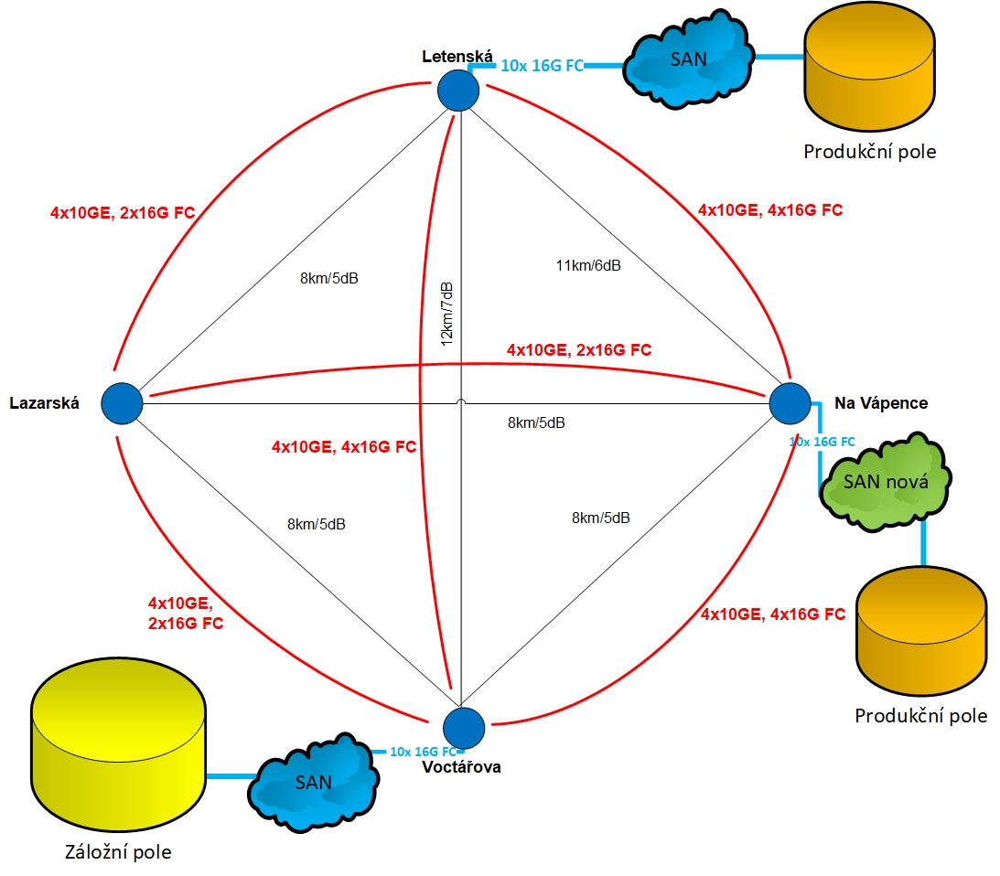 Letenská
10x 16G FC
SAN
Produkční pole
4x10GE, 2x16G FC
4x10GE, 4x16G FC
8km/5dB
11km/6dB
12km/7dB
4x10GE, 2x16G FC
Lazarská
Na Vápence
8km/5dB
10x 16G FC
4x10GE, 4x16G FC
SAN nová
8km/5dB
8km/5dB
4x10GE,
2x16G FC
4x10GE, 4x16G FC
Produkční pole
10x 16G FC
Voctářova
SAN
Záložní pole